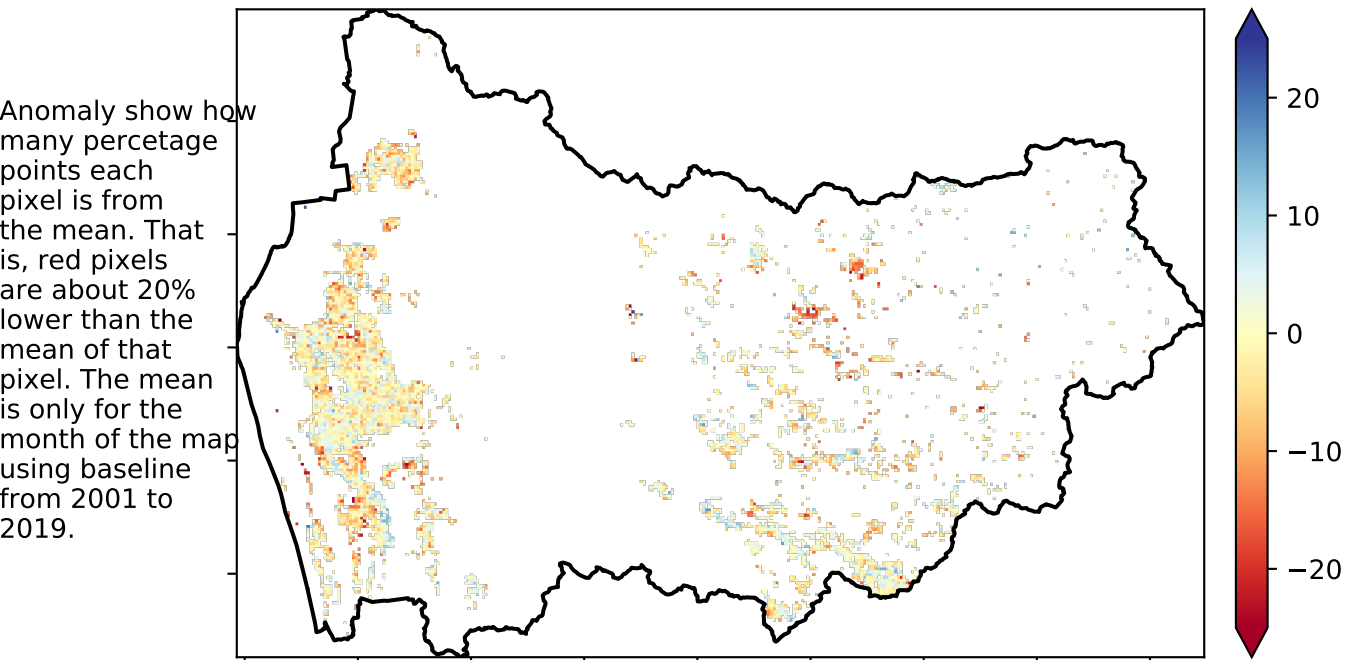 Anomaly show how
many percetage
points each
pixel is from
the mean. That
is, red pixels
are about 20%
lower than the
mean of that
pixel. The mean
is only for the
month of the map
using baseline
from 2001 to
2019.
20
10
0
−10
−20